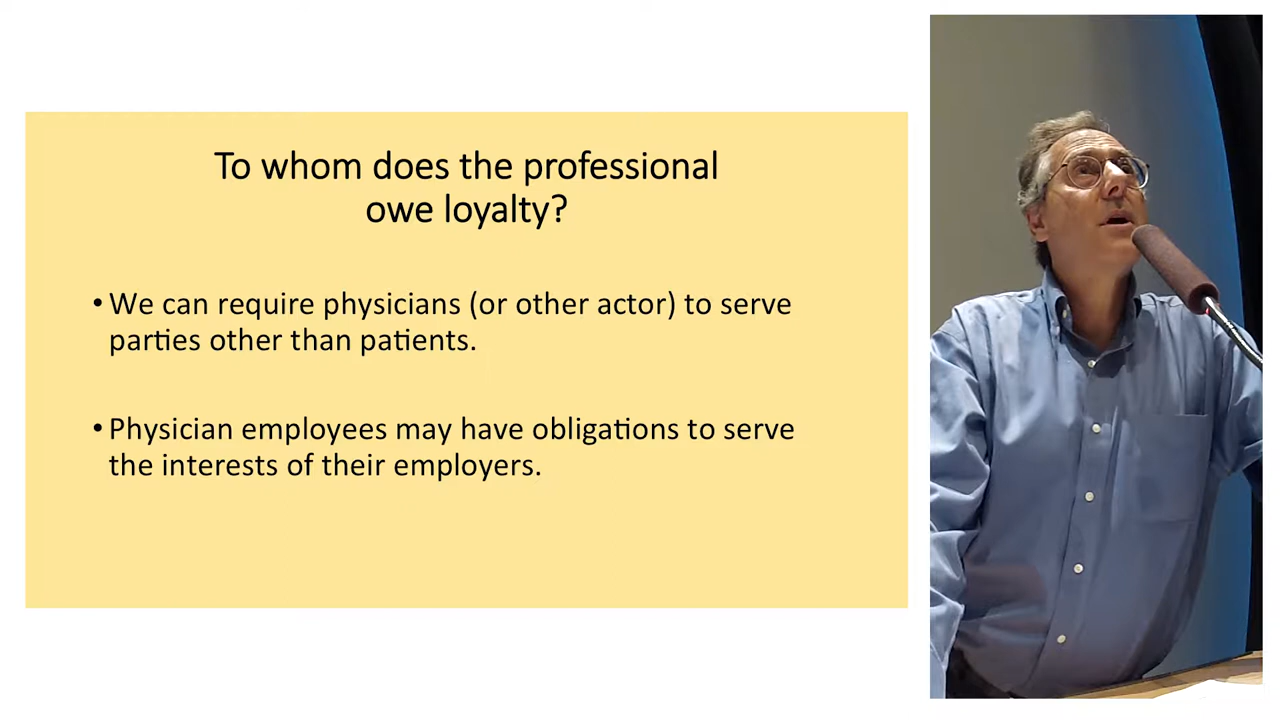 To whom does the professional
owe loyalty?
• We can require physicians (or other actor) to serve
parties other than patients.
• Physician employees may have obligations to serve
the interests of their employers.